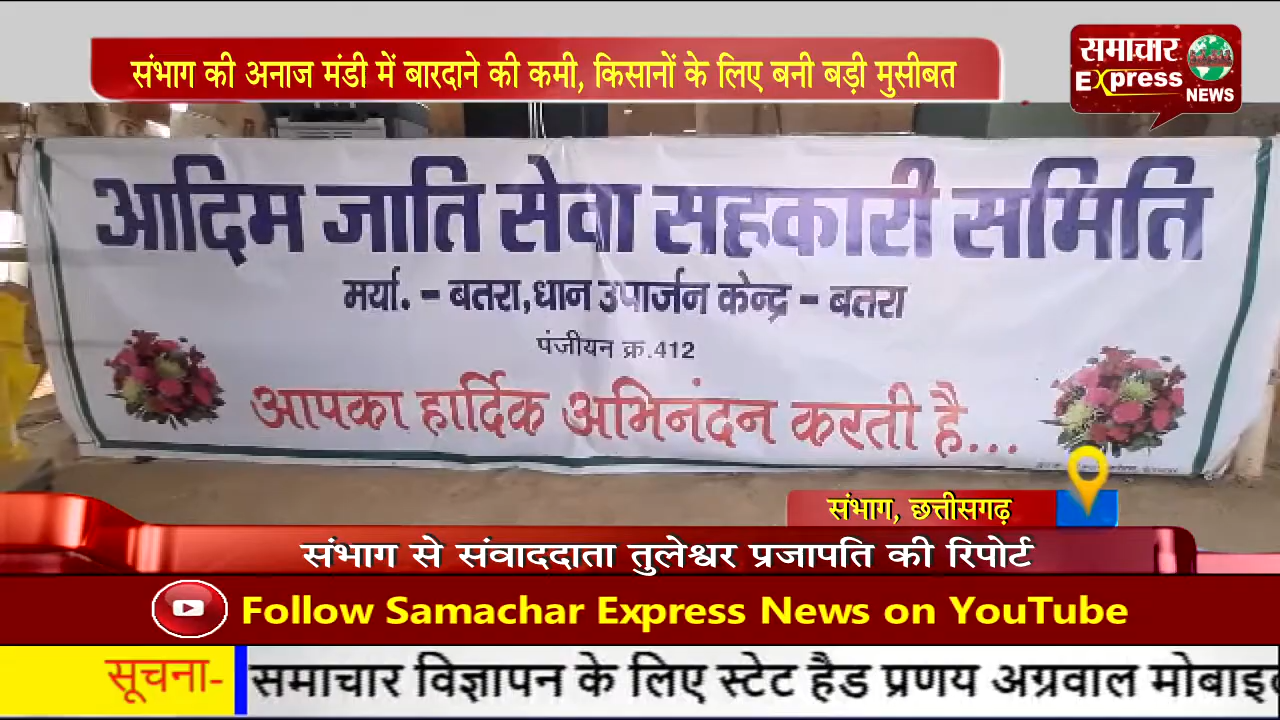 संभाग की अनाज मंडी में बारदाने की कमी, किसानों के लिए बनी बड़ी मुसीबत
समाचार
Express
NEWS
आदिम जाति सेवा सहकारी समिति
मर्या. - बतरा,धान उपार्जन केन्द्र - बतरा
पंजीयन क्र.412
आपका हार्दिक अभिनंदन करती है...
संभाग, छत्तीसगढ़
संभाग से संवाददाता तुलेश्वर प्रजापति की रिपोर्ट
Follow Samachar Express News on YouTube
सूचना- समाचार विज्ञापन के लिए स्टेट हैड प्रणय अग्रवाल